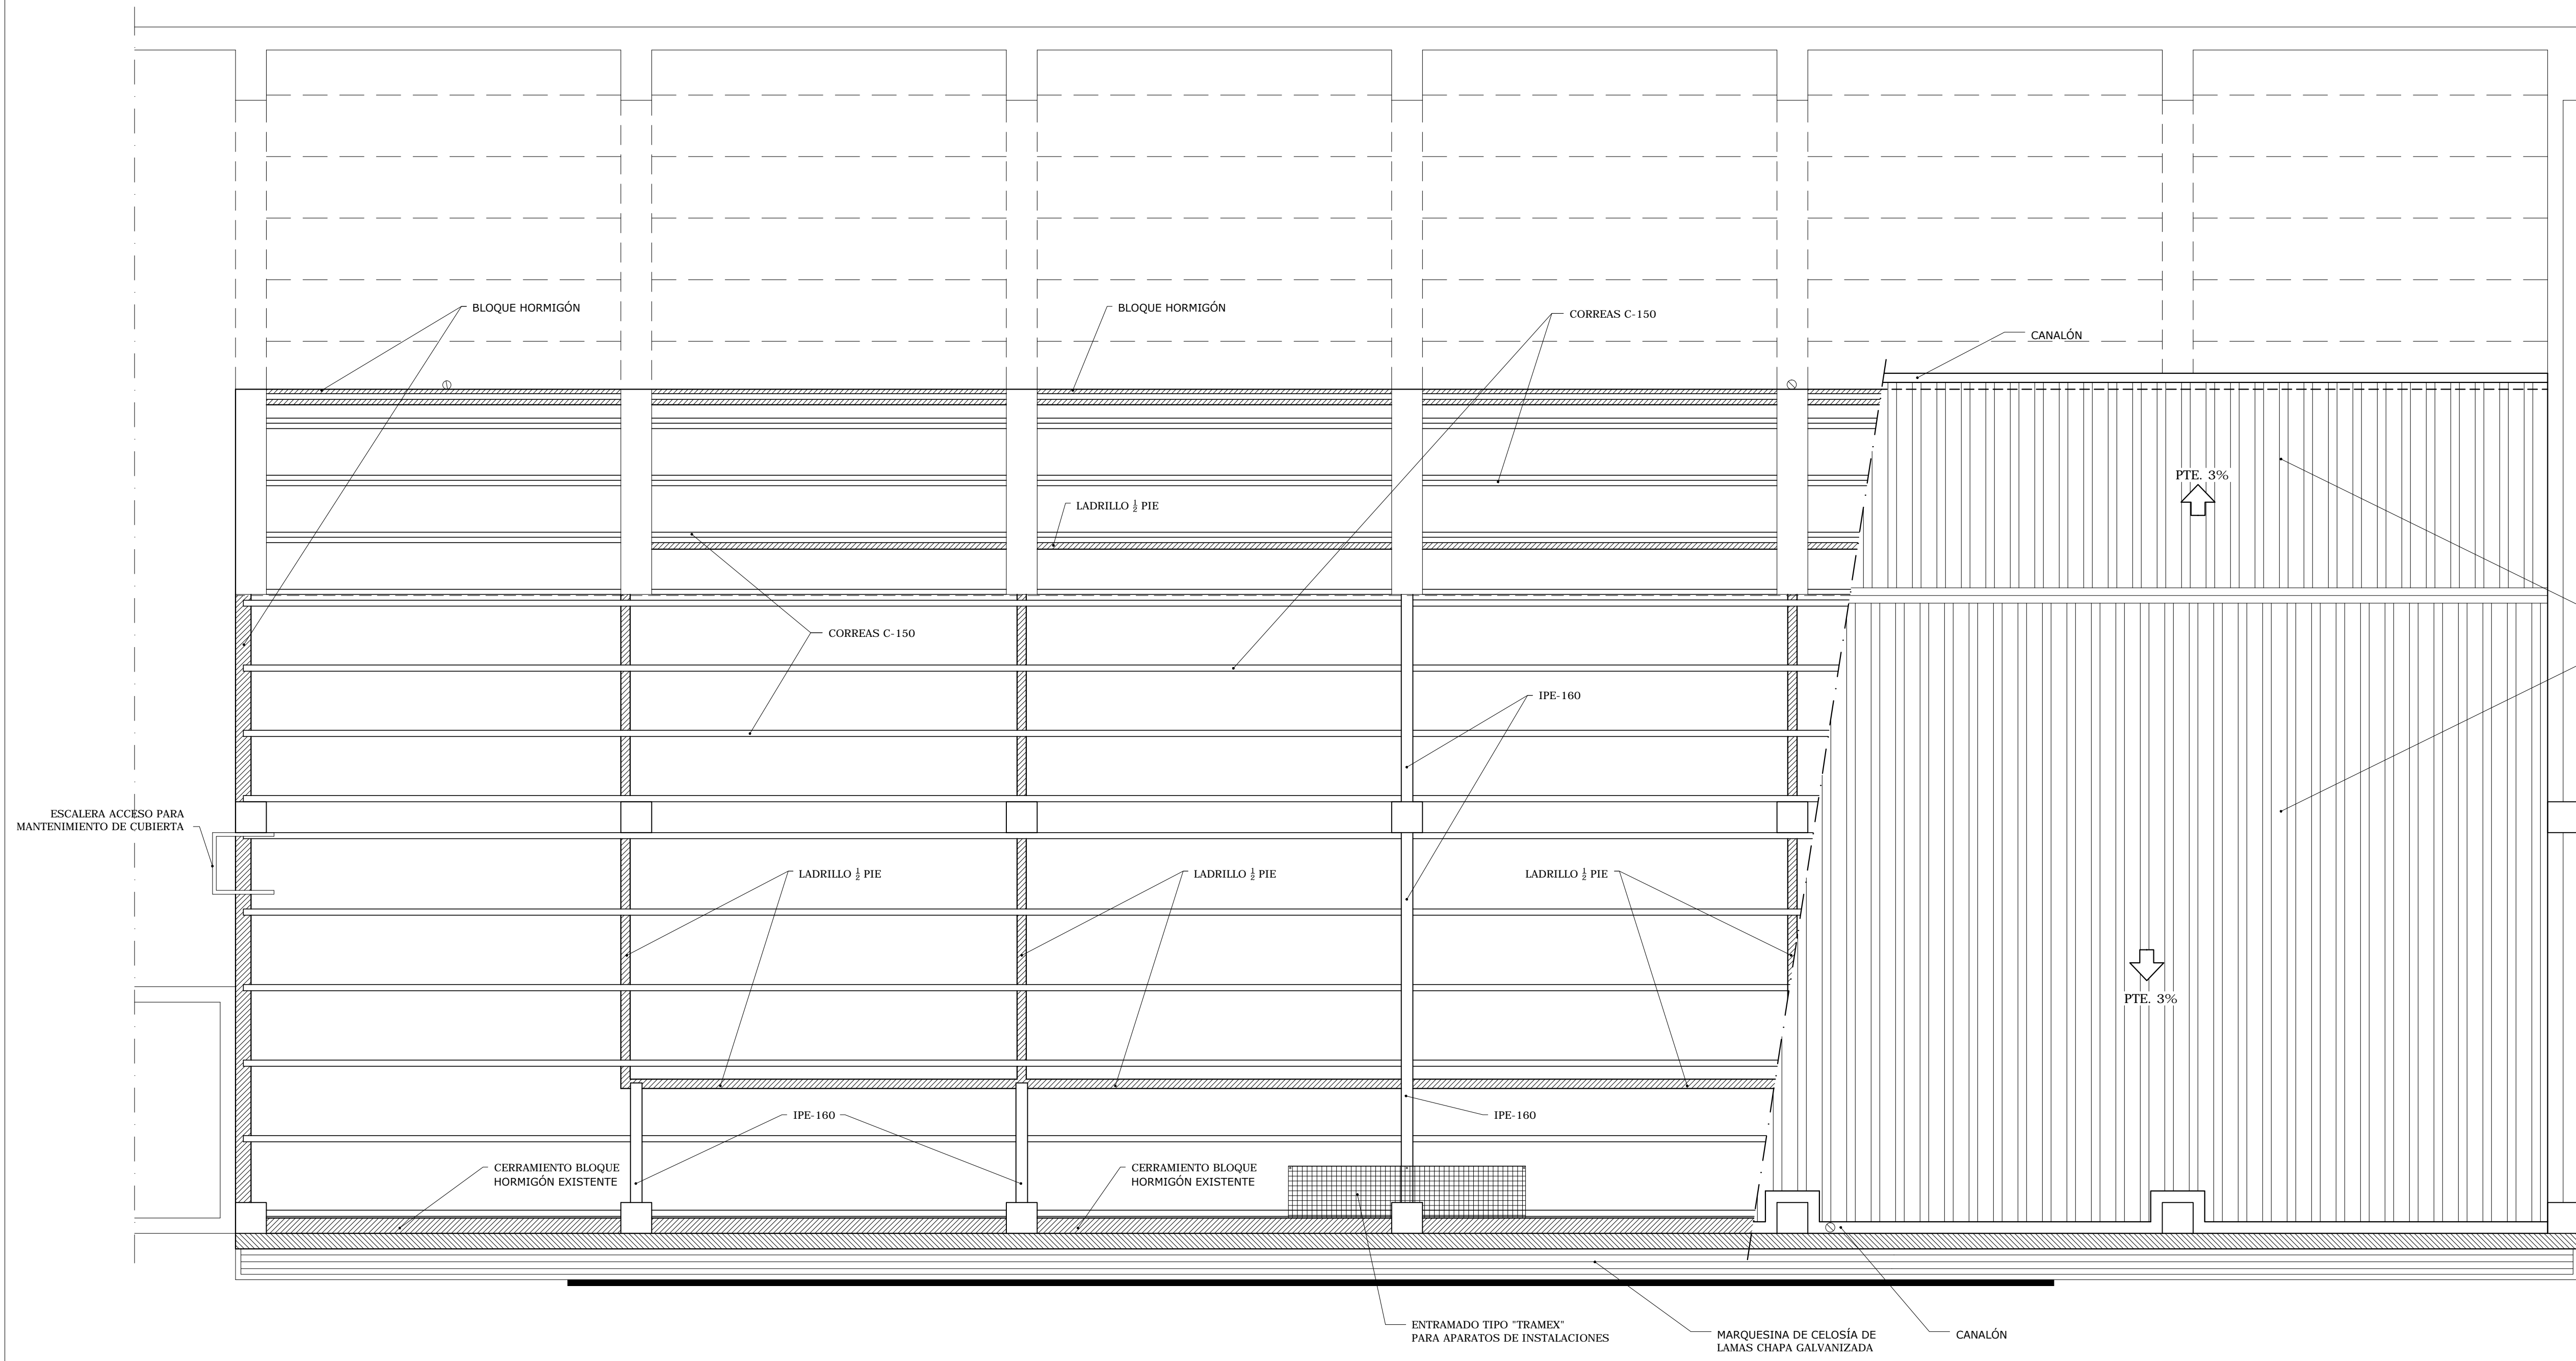 BLOQUE HORMIGÓN
BLOQUE HORMIGÓN
CORREAS C-150
CANALÓN
PTE. 3%
LADRILLO ½ PIE
CORREAS C-150
IPE-160
ESCALERA ACCESO PARA
MANTENIMIENTO DE CUBIERTA
LADRILLO ½ PIE
LADRILLO ½ PIE
LADRILLO ½ PIE
PTE. 3%
IPE-160
IPE-160
CERRAMIENTO BLOQUE
HORMIGÓN EXISTENTE
CERRAMIENTO BLOQUE
HORMIGÓN EXISTENTE
ENTRAMADO TIPO "TRAMEX"
PARA APARATOS DE INSTALACIONES
MARQUESINA DE CELOSÍA DE
LAMAS CHAPA GALVANIZADA
CANALÓN